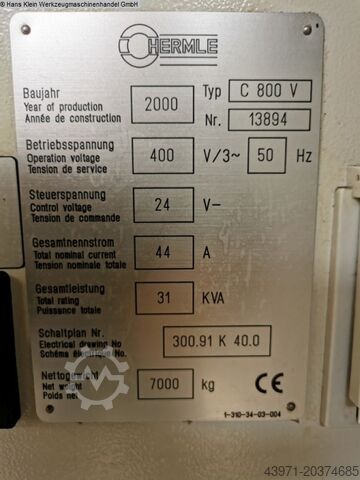 © Hans Klein Werkzeugmaschinenhandel GmbH
HERMLE
Baujahr
Year of production
Année de construction
2000
Typ C 800 V
Nr. 13894
Betriebsspannung
Operation voltage
Tension de service
400 V/3~ 50 Hz
Steuerspannung
Control voltage
Tension de commande
24 V–
Gesamtnennstrom
Total nominal current
Tension nominale totale
44 A
Gesamtleistung
Total rating
Puissance totale
31 KVA
Schaltplan Nr.
Electrical drawing No
Schéma électrique/No.
300.91 K 40.0
Nettogewicht
Net weight
Poids net
7000 kg
CE
1-310-34-03-004
43971-20374685